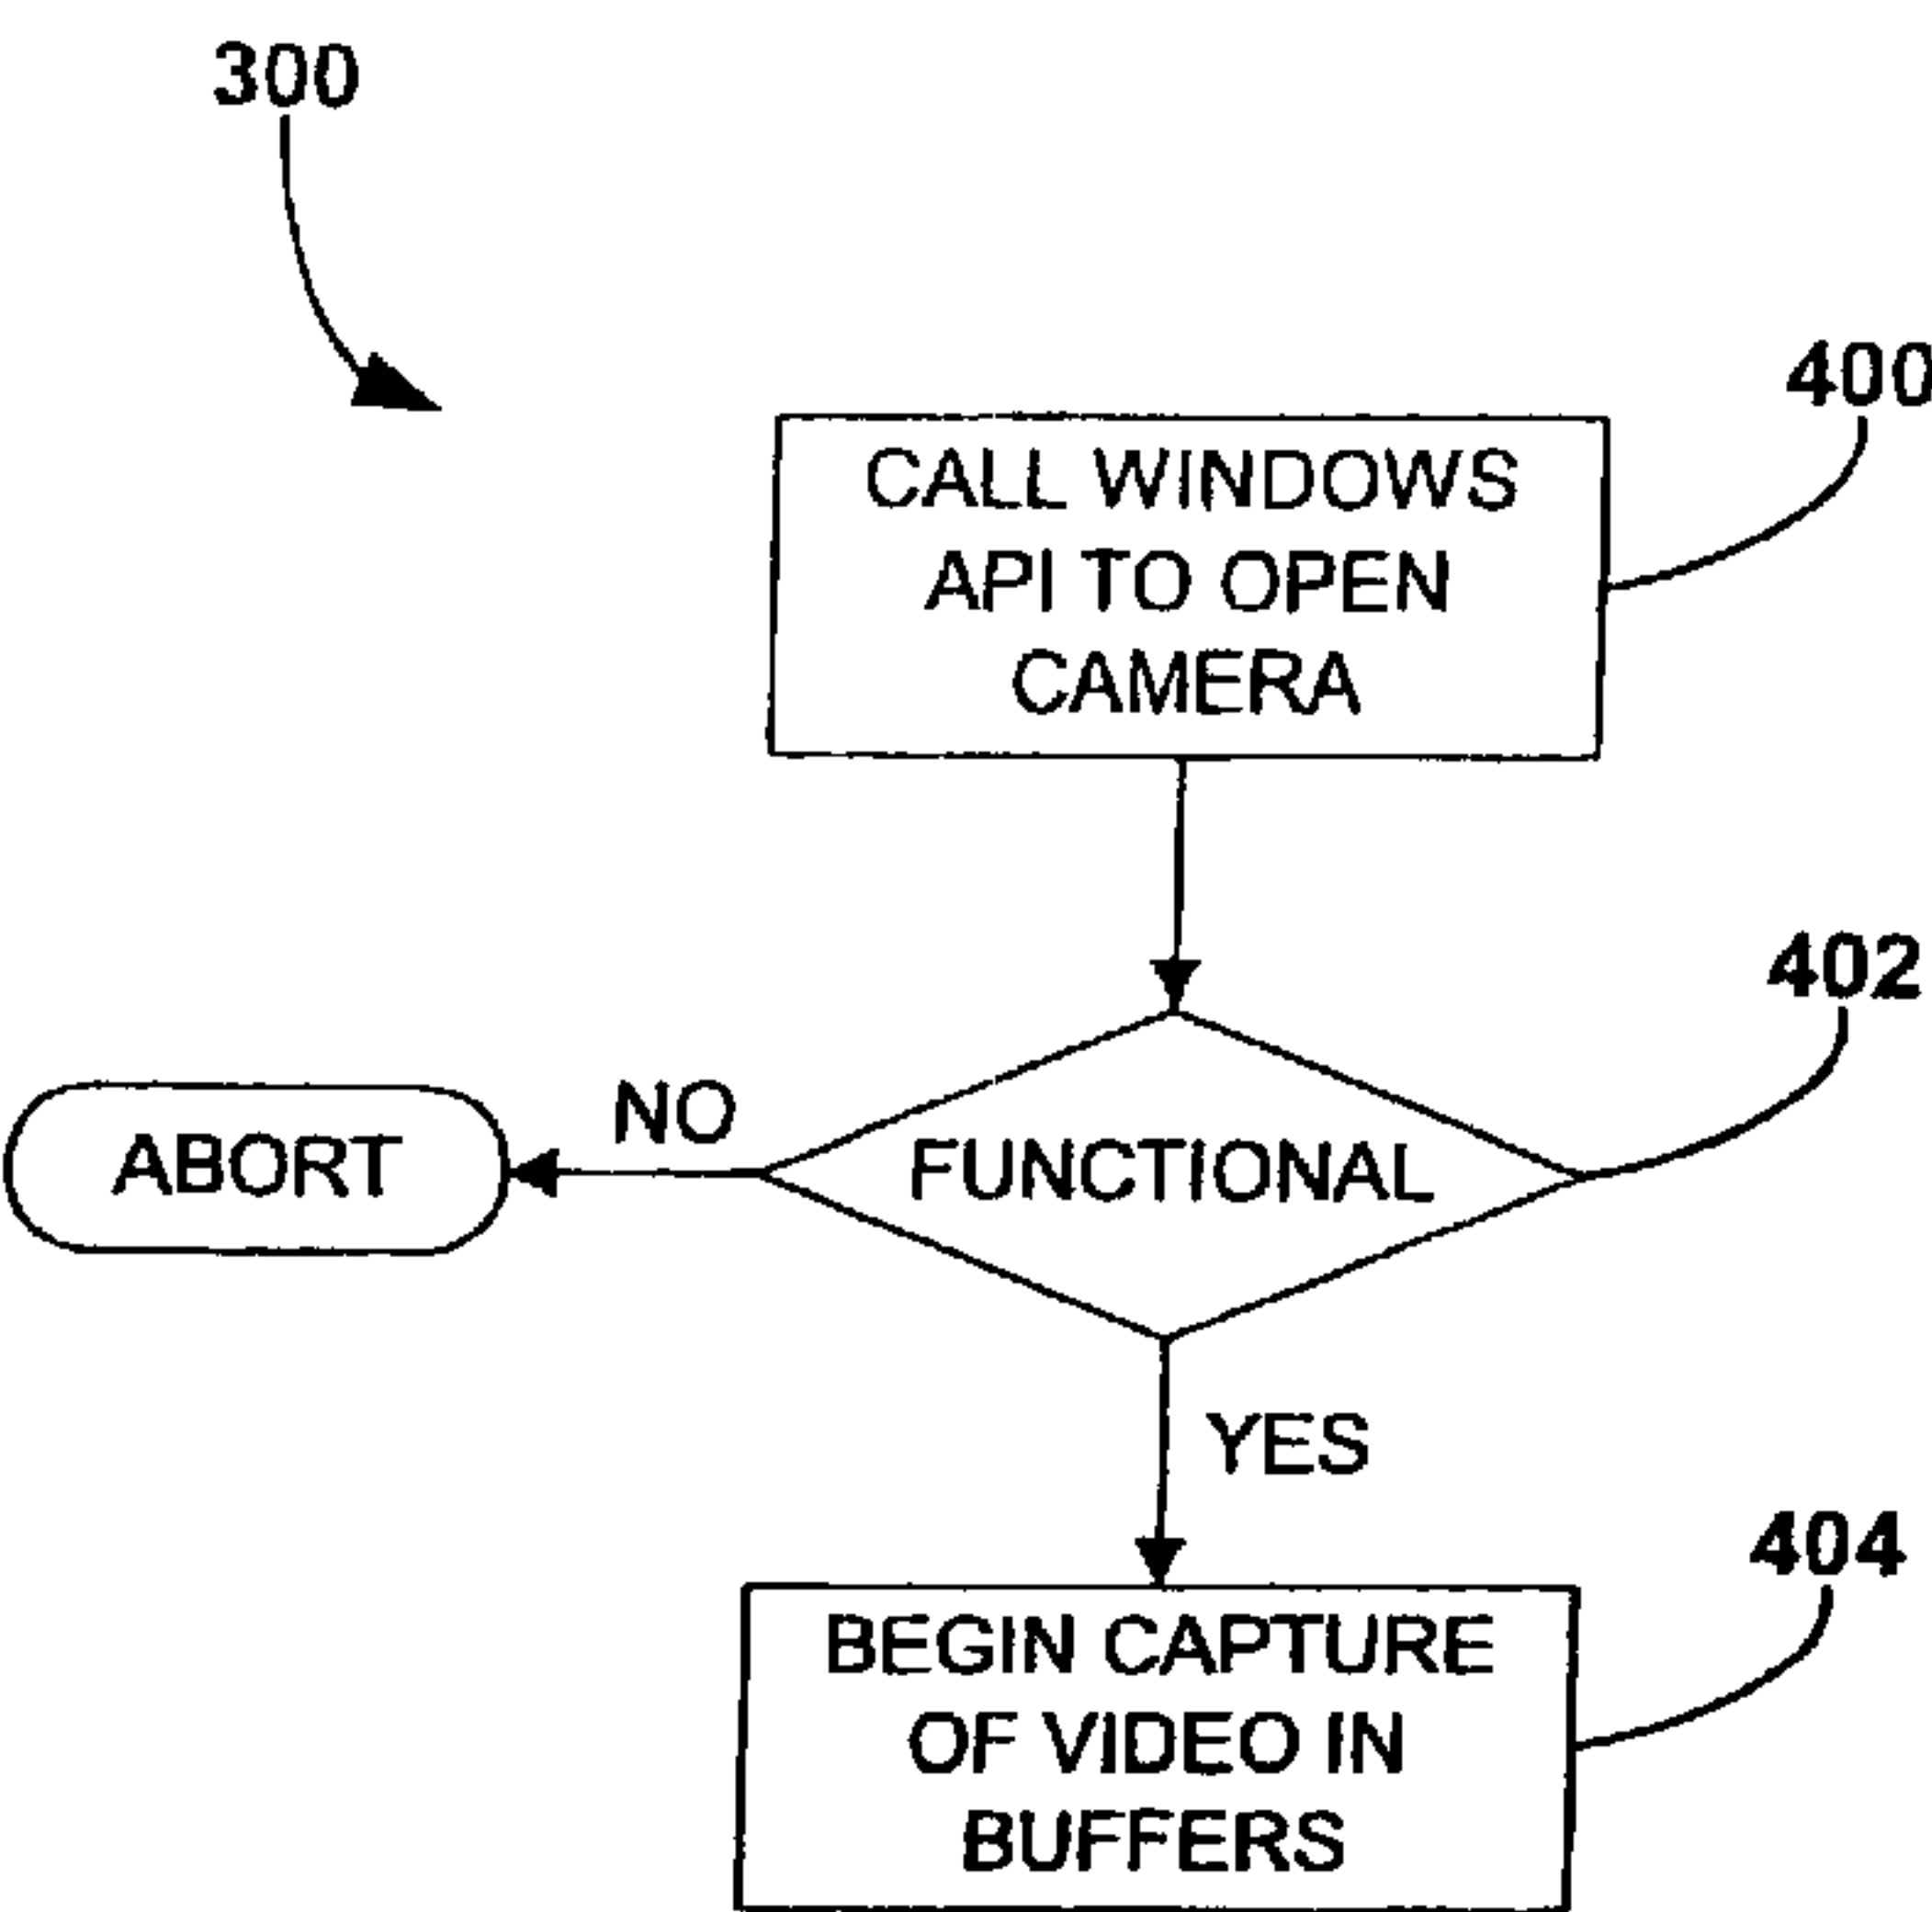 300
400
CALL WINDOWS
API TO OPEN
CAMERA
402
NO
ABORT
FUNCTIONAL
YES
404
BEGIN CAPTURE
OF VIDEO IN
BUFFERS